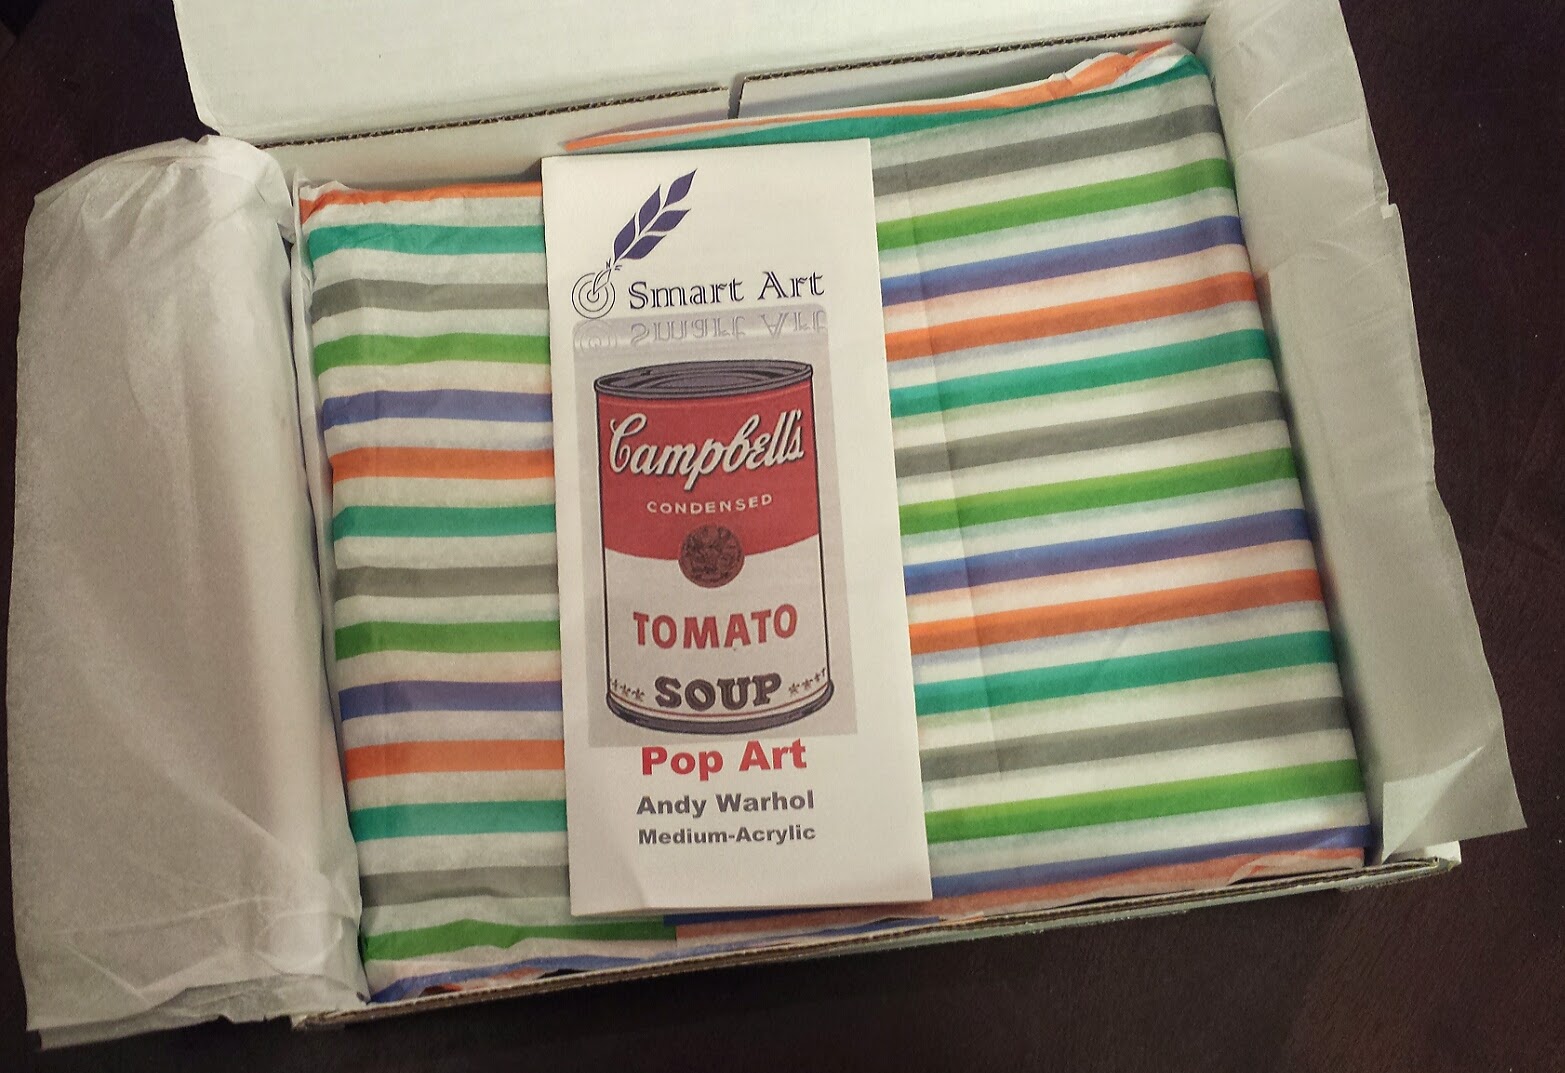 Smart Art
Smart Art
Campbell's
CONDENSED
TOMATO
SOUP
Pop Art
Andy Warhol
Medium-Acrylic